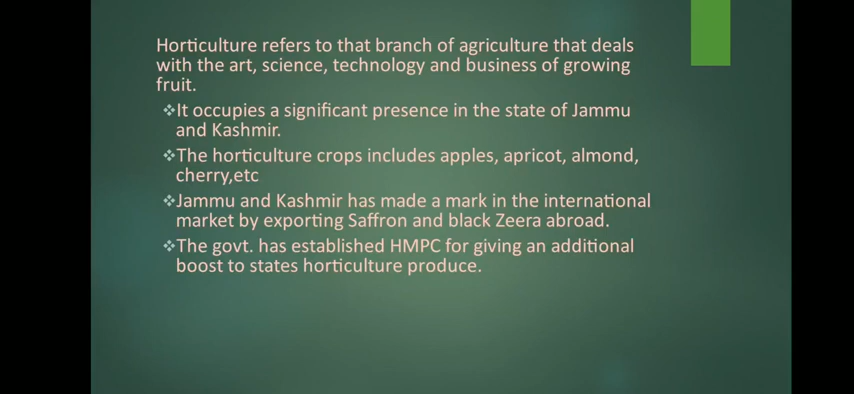 Horticulture refers to that branch of agriculture that deals
with the art, science, technology and business of growing
fruit.
❖It occupies a significant presence in the state of Jammu
and Kashmir.
❖The horticulture crops includes apples, apricot, almond,
cherry,etc
❖Jammu and Kashmir has made a mark in the international
market by exporting Saffron and black Zeera abroad.
❖The govt. has established HMPC for giving an additional
boost to states horticulture produce.